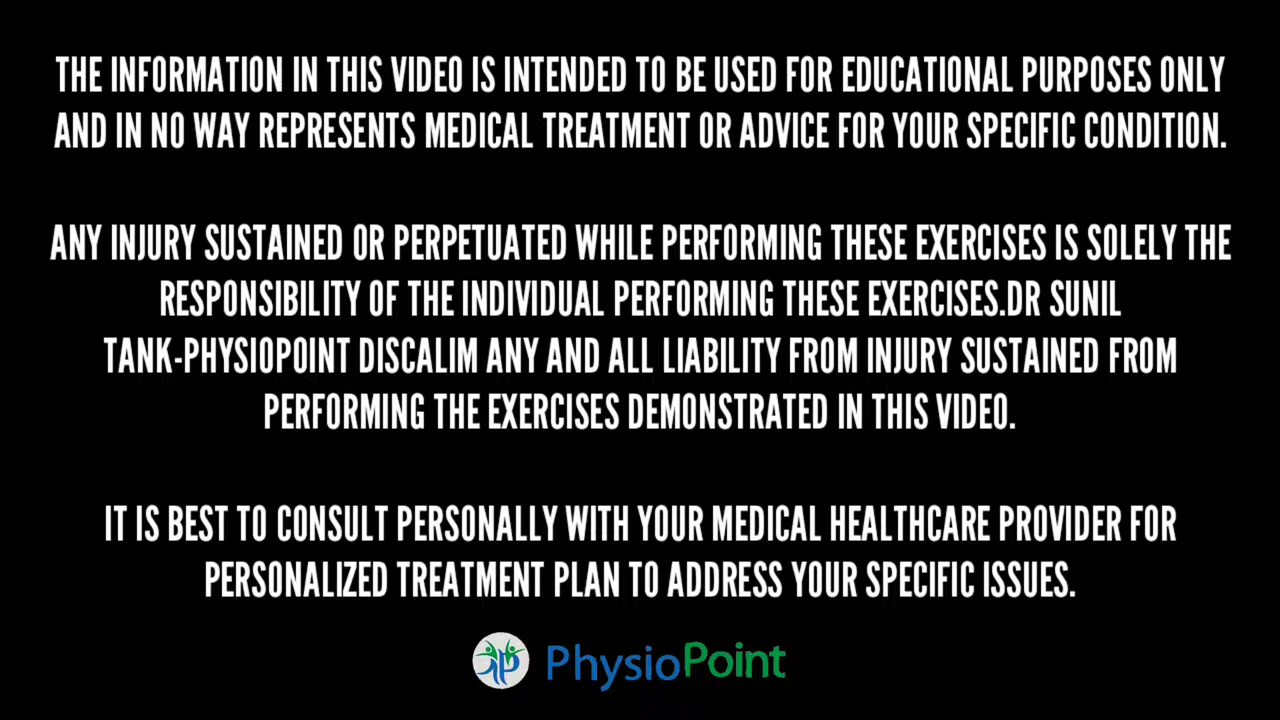 THE INFORMATION IN THIS VIDEO IS INTENDED TO BE USED FOR EDUCATIONAL PURPOSES ONLY
AND IN NO WAY REPRESENTS MEDICAL TREATMENT OR ADVICE FOR YOUR SPECIFIC CONDITION.
ANY INJURY SUSTAINED OR PERPETUATED WHILE PERFORMING THESE EXERCISES IS SOLELY THE
RESPONSIBILITY OF THE INDIVIDUAL PERFORMING THESE EXERCISES.DR SUNIL
TANK-PHYSIOPOINT DISCALIM ANY AND ALL LIABILITY FROM INJURY SUSTAINED FROM
PERFORMING THE EXERCISES DEMONSTRATED IN THIS VIDEO.
IT IS BEST TO CONSULT PERSONALLY WITH YOUR MEDICAL HEALTHCARE PROVIDER FOR
PERSONALIZED TREATMENT PLAN TO ADDRESS YOUR SPECIFIC ISSUES.
PhysioPoint